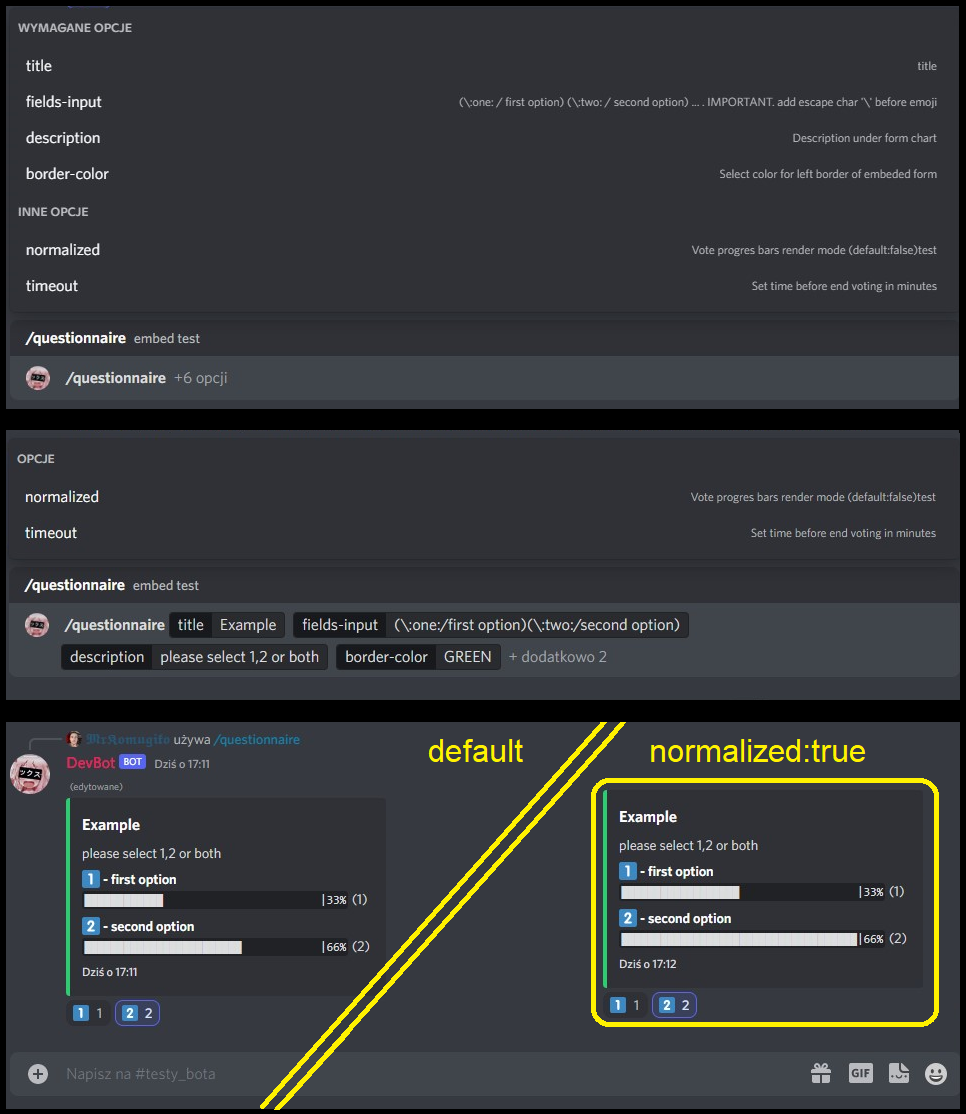 WYMAGANE OPCJE
title title
fields-input (\;one: / first option) (\:two: / second option) ... . IMPORTANT. add escape char '\' before emoji
description Description under form chart
border-color Select color for left border of embeded form
INNE OPCJE
normalized Vote progres bars render mode (default:false)test
timeout Set time before end voting in minutes
/questionnaire embed test
/questionnaire +6 opcji
OPCJE
normalized Vote progres bars render mode (default:false)test
timeout Set time before end voting in minutes
/questionnaire embed test
/questionnaire title Example fields-input (\:one:/first option)(\:two:/second option)
description please select 1,2 or both border-color GREEN + dodatkowo 2
default
normalized:true
𝕸𝖗𝕽𝖔𝖒𝖚𝖌𝖎𝖋𝖔 używa /questionnaire
DevBot BOT Dziś o 17:11
(edytowane)
Example
please select 1,2 or both
1 - first option
|33% (1)
2 - second option
|66% (2)
Dziś o 17:11
1 1 2 2
Example
please select 1,2 or both
1 - first option
|33% (1)
2 - second option
|66% (2)
Dziś o 17:12
1 1 2 2
Napisz na #testy_bota
GIF